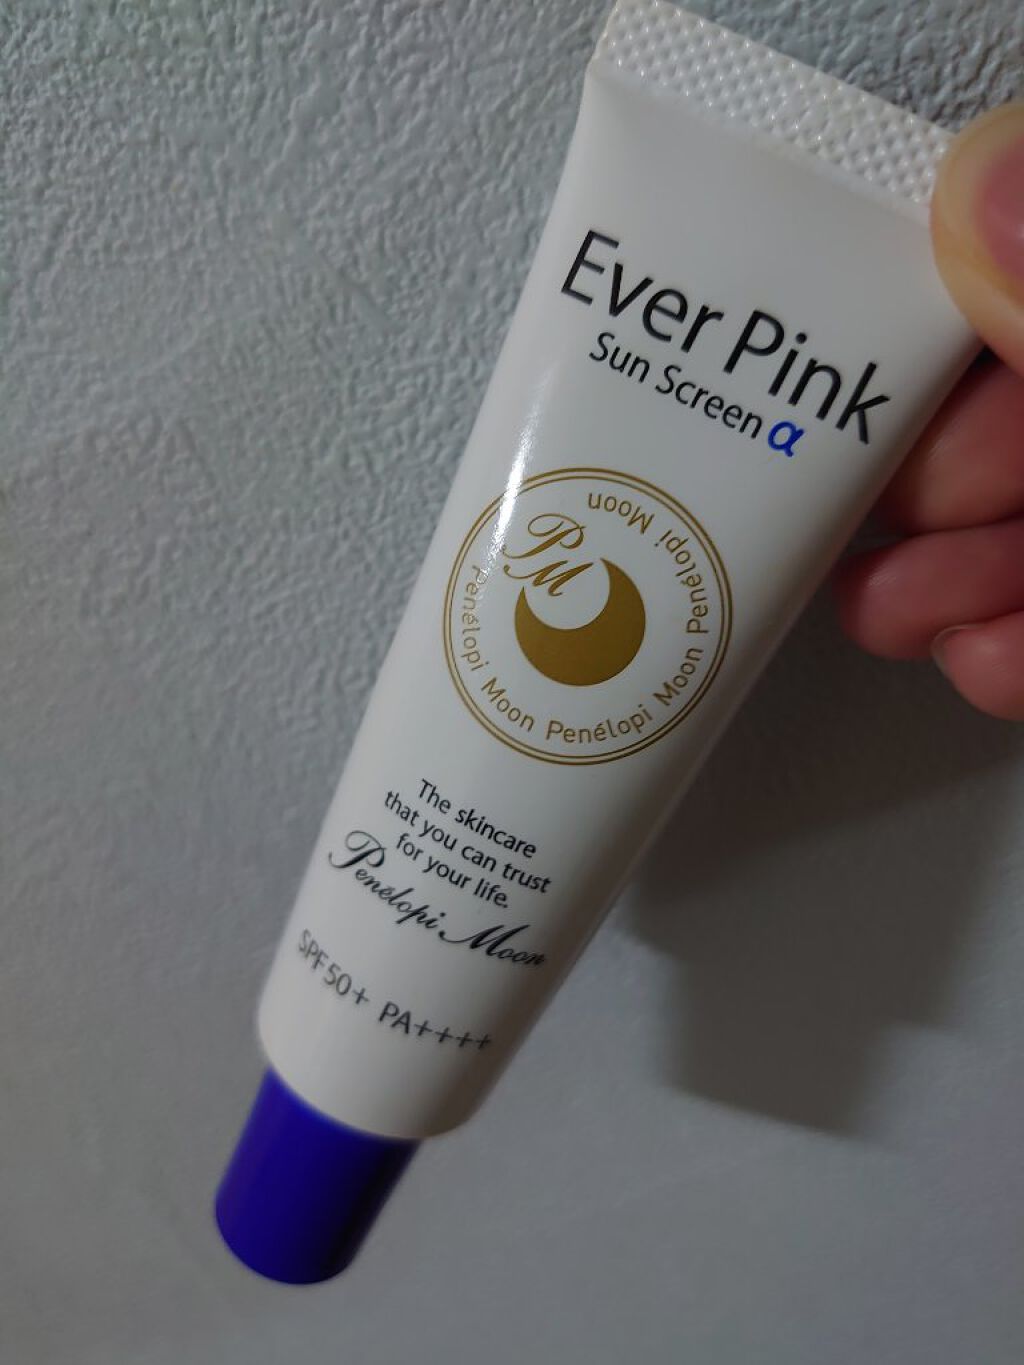 Ever Pink
Sun Screen α
PM
Penélopi Moon Penélopi Moon Penélopi Moon
The skincare
that you can trust
for your life.
Penélopi Moon
SPF50+ PA++++